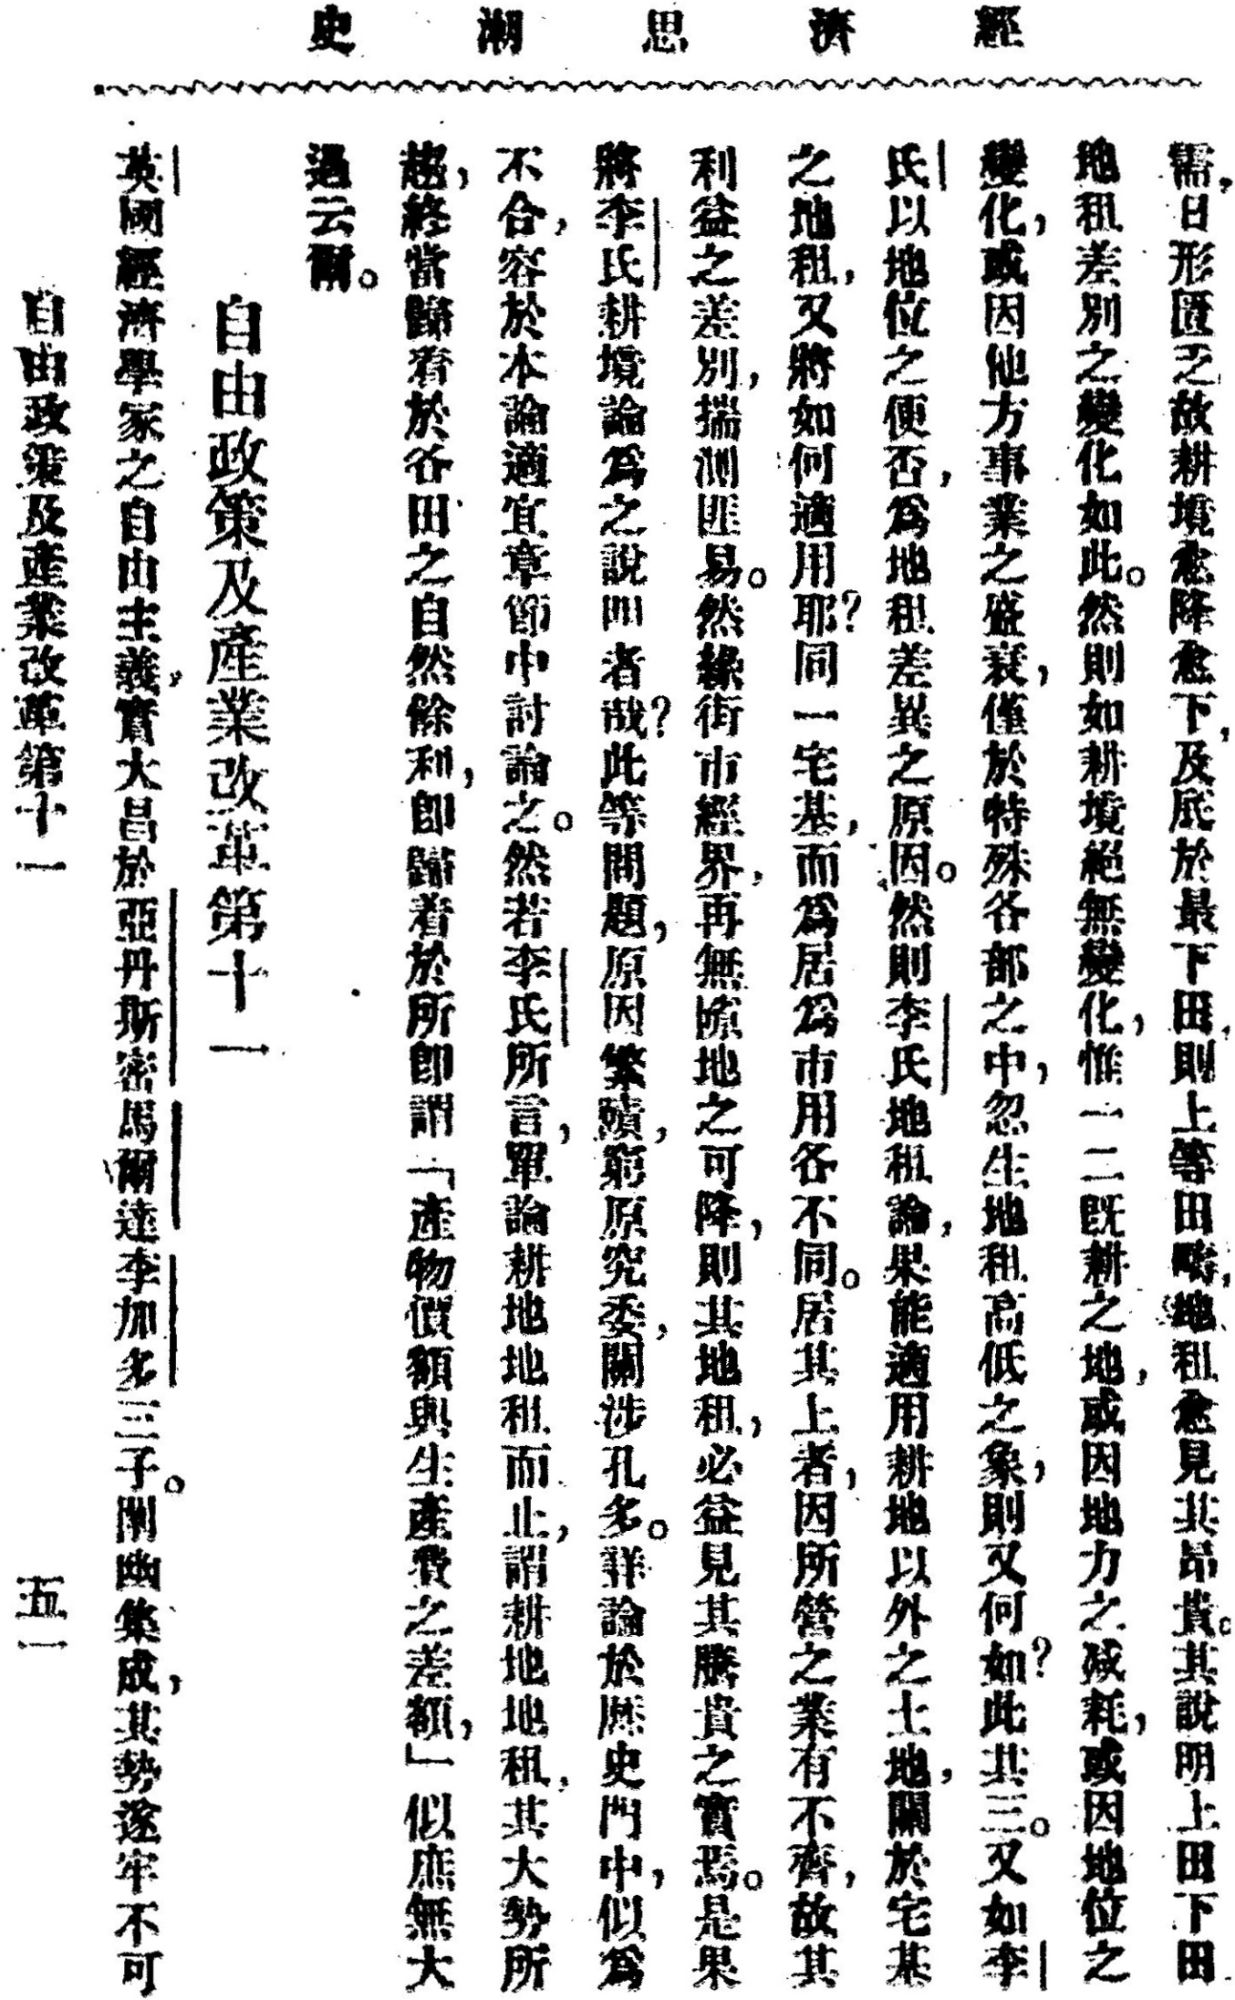 經濟思潮史
需，日形匱乏故耕境愈降愈下，及底於最下田，則上等田疇，地租愈見其昂貴。其說明上田下田
地租差別之變化如此。然則如耕境絕無變化，惟一二既耕之地，或因地力之減耗，或因地位之
變化，或因他方事業之盛衰，僅於特殊各部之中，忽生地租高低之象，則又何如？此其三。又如李
氏以地位之便否，爲地租差異之原因。然則李氏地租論，果能適用耕地以外之土地，關於宅基
之地租，又將如何適用耶？同一宅基，而爲居爲市用各不同。居其上者，因所營之業有不齊，故其
利益之差別，揣測匪易。然緣街市經界，再無隙地之可降，則其地租，必益見其騰貴之實焉。是果
將李氏耕境論爲之說明者哉？此等問題，原因繁賾，窮原究委，關涉孔多。詳論於歷史門中，似爲
不合，容於本論適宜章節中討論之。然若李氏所言，單論耕地地租而止，謂耕地地租，其大勢所
趨，終當歸着於各田之自然餘利，卽歸着於所卽謂「產物價額與生產費之差額，」似應無大
過云爾。
自由政策及產業改革第十一
英國經濟學家之自由主義，實大昌於亞丹斯密馬爾達李加多三子。闡幽集成，其勢遂牢不可
自由政策及產業改革第十一
五一